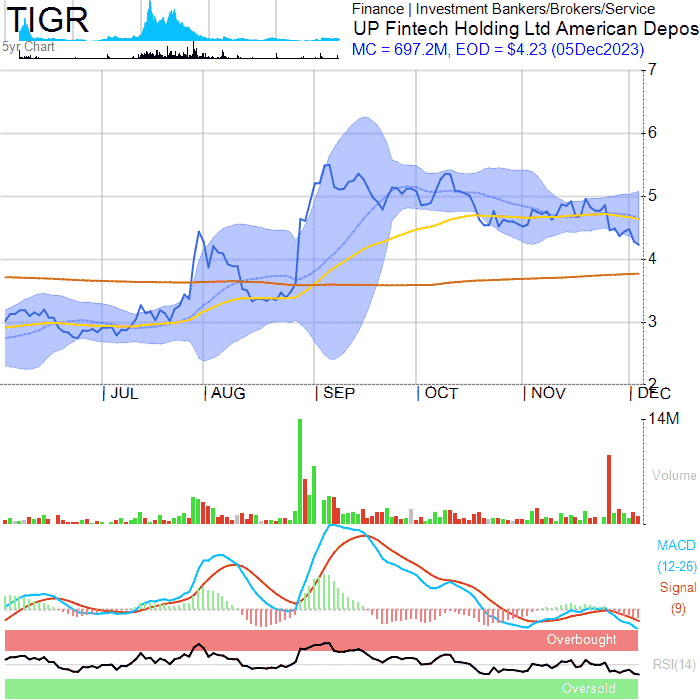 TIGR
5yr Chart
Finance | Investment Bankers/Brokers/Service
UP Fintech Holding Ltd American Depos
MC = 697.2M, EOD = $4.23 (05Dec2023)
7
6
5
4
3
2
JUL AUG SEP OCT NOV DEC
14M
Volume
MACD
(12-26)
Signal
(9)
Overbought
RSI(14)
Oversold